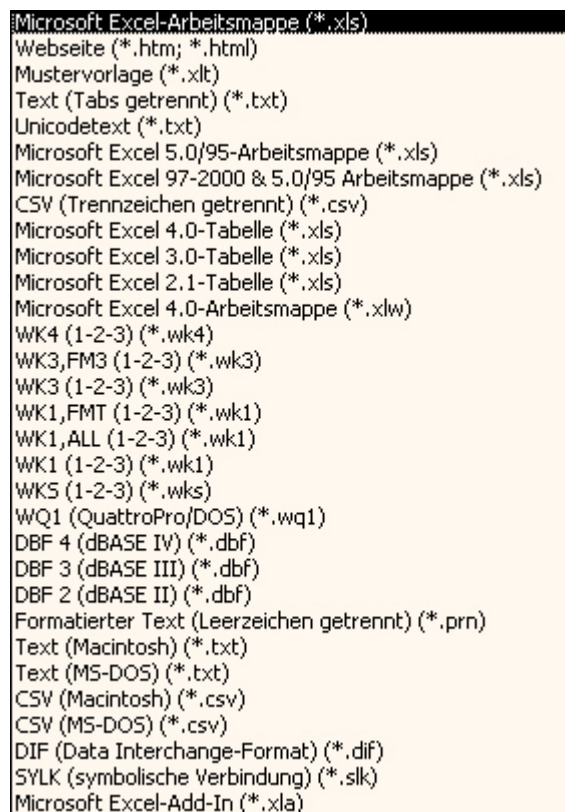 Microsoft Excel-Arbeitsmappe (*.xls)
Webseite (*.htm; *.html)
Mustervorlage (*.xlt)
Text (Tabs getrennt) (*.txt)
Unicodetext (*.txt)
Microsoft Excel 5.0/95-Arbeitsmappe (*.xls)
Microsoft Excel 97-2000 & 5.0/95 Arbeitsmappe (*.xls)
CSV (Trennzeichen getrennt) (*.csv)
Microsoft Excel 4.0-Tabelle (*.xls)
Microsoft Excel 3.0-Tabelle (*.xls)
Microsoft Excel 2.1-Tabelle (*.xls)
Microsoft Excel 4.0-Arbeitsmappe (*.xlw)
WK4 (1-2-3) (*.wk4)
WK3,FM3 (1-2-3) (*.wk3)
WK3 (1-2-3) (*.wk3)
WK1,FMT (1-2-3) (*.wk1)
WK1,ALL (1-2-3) (*.wk1)
WK1 (1-2-3) (*.wk1)
WKS (1-2-3) (*.wks)
WQ1 (QuattroPro/DOS) (*.wq1)
DBF 4 (dBASE IV) (*.dbf)
DBF 3 (dBASE III) (*.dbf)
DBF 2 (dBASE II) (*.dbf)
Formatierter Text (Leerzeichen getrennt) (*.prn)
Text (Macintosh) (*.txt)
Text (MS-DOS) (*.txt)
CSV (Macintosh) (*.csv)
CSV (MS-DOS) (*.csv)
DIF (Data Interchange-Format) (*.dif)
SYLK (symbolische Verbindung) (*.slk)
Microsoft Excel-Add-In (*.xla)